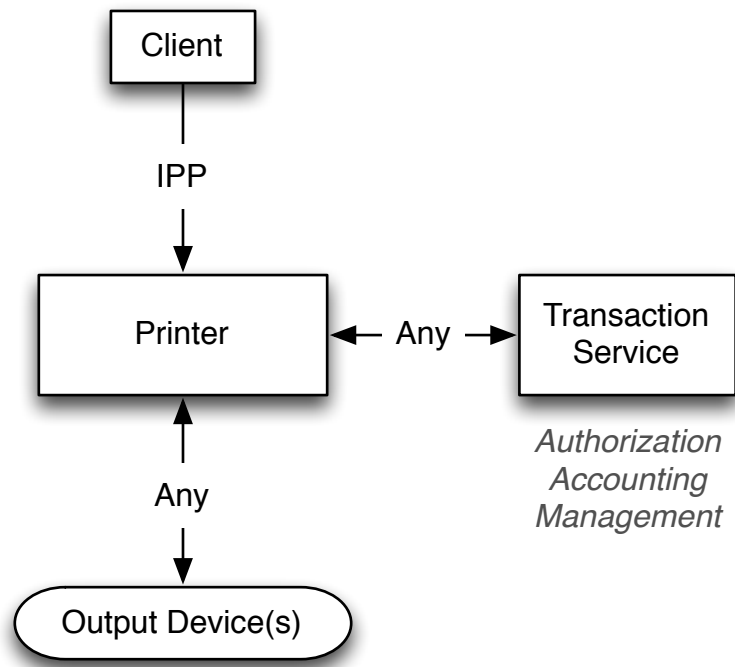 Client
IPP
Printer
Any
Transaction
Service
Authorization
Accounting
Management
Any
Output Device(s)